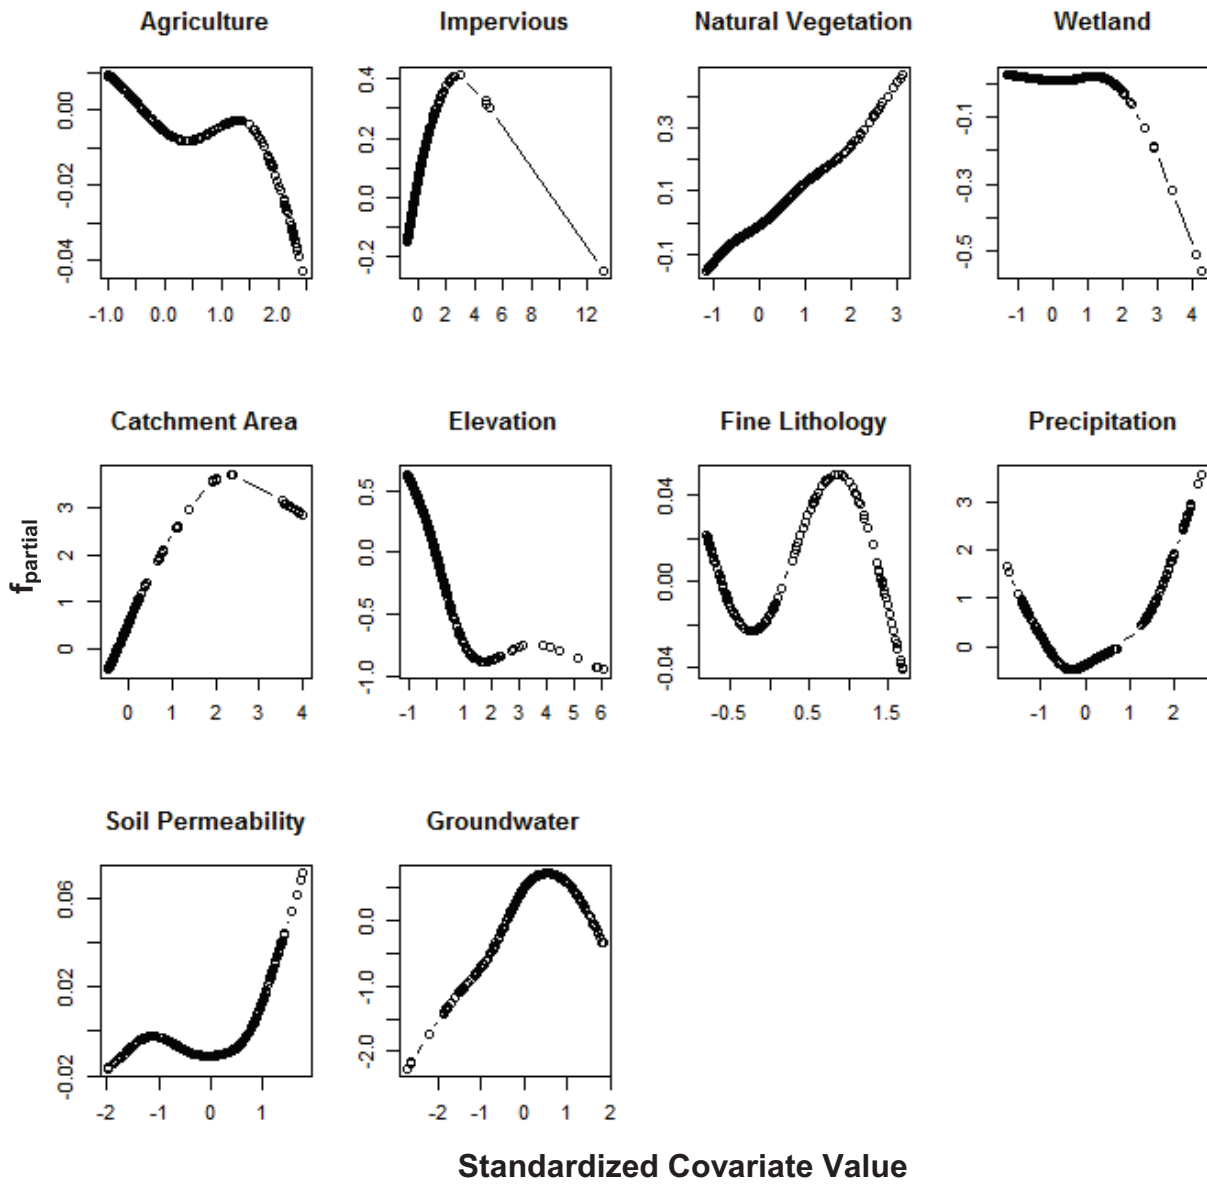 Agriculture Impervious Natural Vegetation Wetland
0.00 -0.02 -0.04
0.4 0.2 0.0 -0.2
0.3 0.1 -0.1
-0.1 -0.3 -0.5
-1.0 0.0 1.0 2.0
0 2 4 6 8 12
-1 0 1 2 3
-1 0 1 2 3 4
Catchment Area Elevation Fine Lithology Precipitation
3 2 1 0
0.5 0.0 -0.5 -1.0
0.04 0.00 -0.04
3 2 1 0
0 1 2 3 4
-1 0 1 2 3 4 5 6
-0.5 0.5 1.5
-1 0 1 2
fpartial
Soil Permeability Groundwater
0.06 0.02 -0.02
0.0 -1.0 -2.0
-2 -1 0 1
-2 -1 0 1 2
Standardized Covariate Value